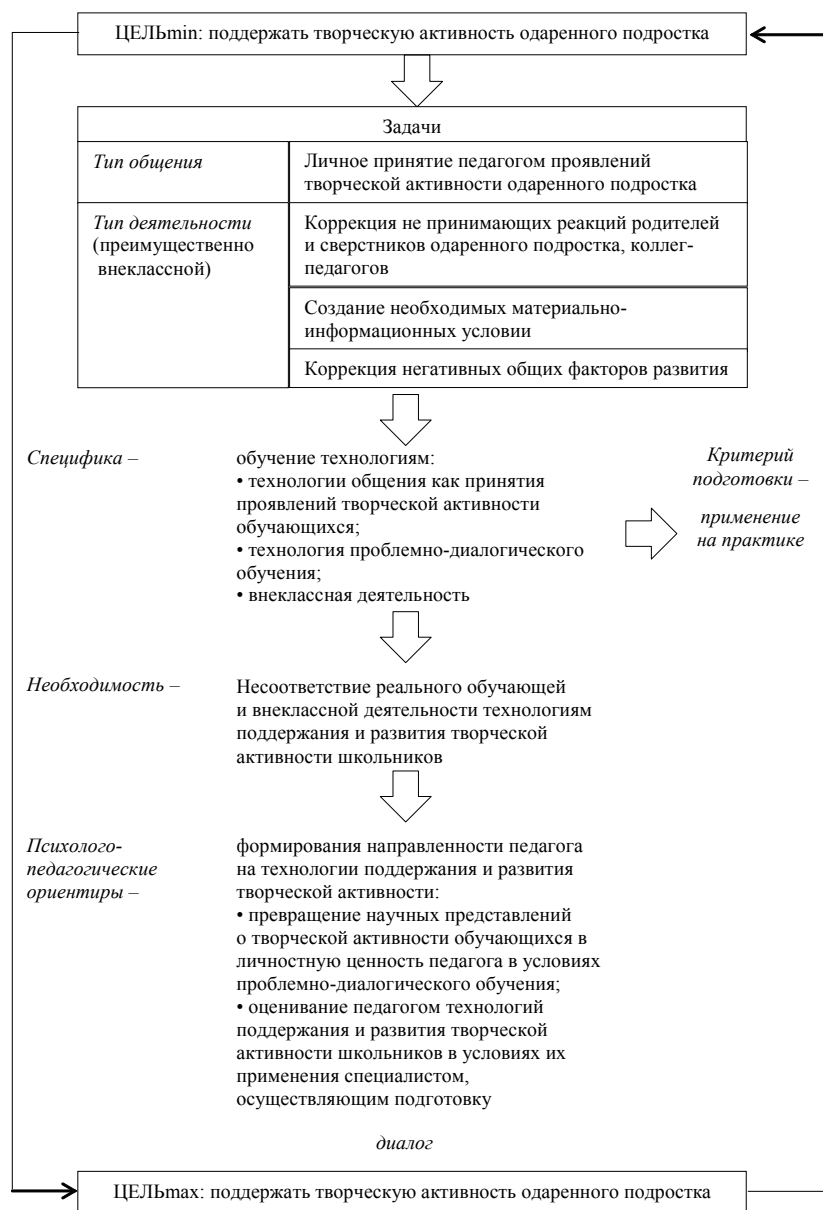 ЦЕЛЬmin: поддержать творческую активность одаренного подростка
Задачи
Тип общения
Личное принятие педагогом проявлений
творческой активности одаренного подростка
Тип деятельности
(преимущественно
внеклассной)
Коррекция не принимающих реакций родителей
и сверстников одаренного подростка, коллег-
педагогов
Создание необходимых материально-
информационных условии
Коррекция негативных общих факторов развития
Специфика –
обучение технологиям:
• технологии общения как принятия
проявлений творческой активности
обучающихся;
• технология проблемно-диалогического
обучения;
• внеклассная деятельность
Критерий
подготовки –
применение
на практике
Необходимость –
Несоответствие реального обучающей
и внеклассной деятельности технологиям
поддержания и развития творческой
активности школьников
Психолого-
педагогические
ориентиры –
формирования направленности педагога
на технологии поддержания и развития
творческой активности:
• превращение научных представлений
о творческой активности обучающихся в
личностную ценность педагога в условиях
проблемно-диалогического обучения;
• оценивание педагогом технологий
поддержания и развития творческой
активности школьников в условиях их
применения специалистом,
осуществляющим подготовку
диалог
ЦЕЛЬmax: поддержать творческую активность одаренного подростка